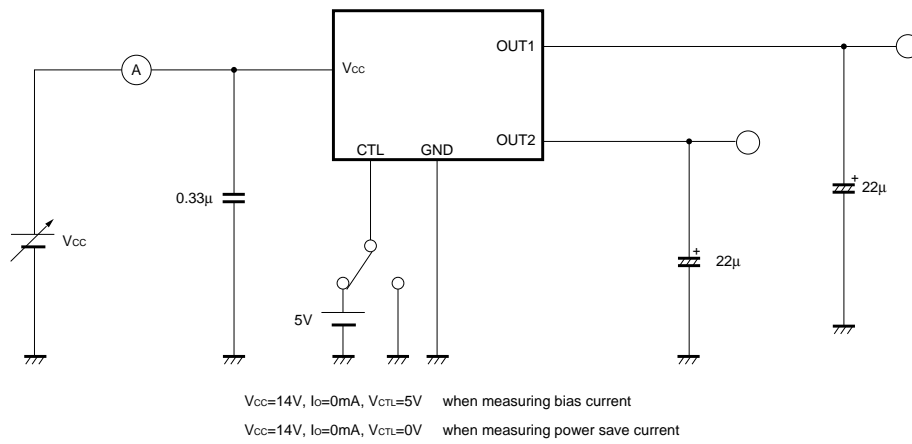 OUT1
A
Vcc
OUT2
CTL GND
0.33μ
+
22μ
Vcc
+
22μ
5V
Vcc=14V, Io=0mA, VCTL=5V when measuring bias current
Vcc=14V, Io=0mA, VCTL=0V when measuring power save current